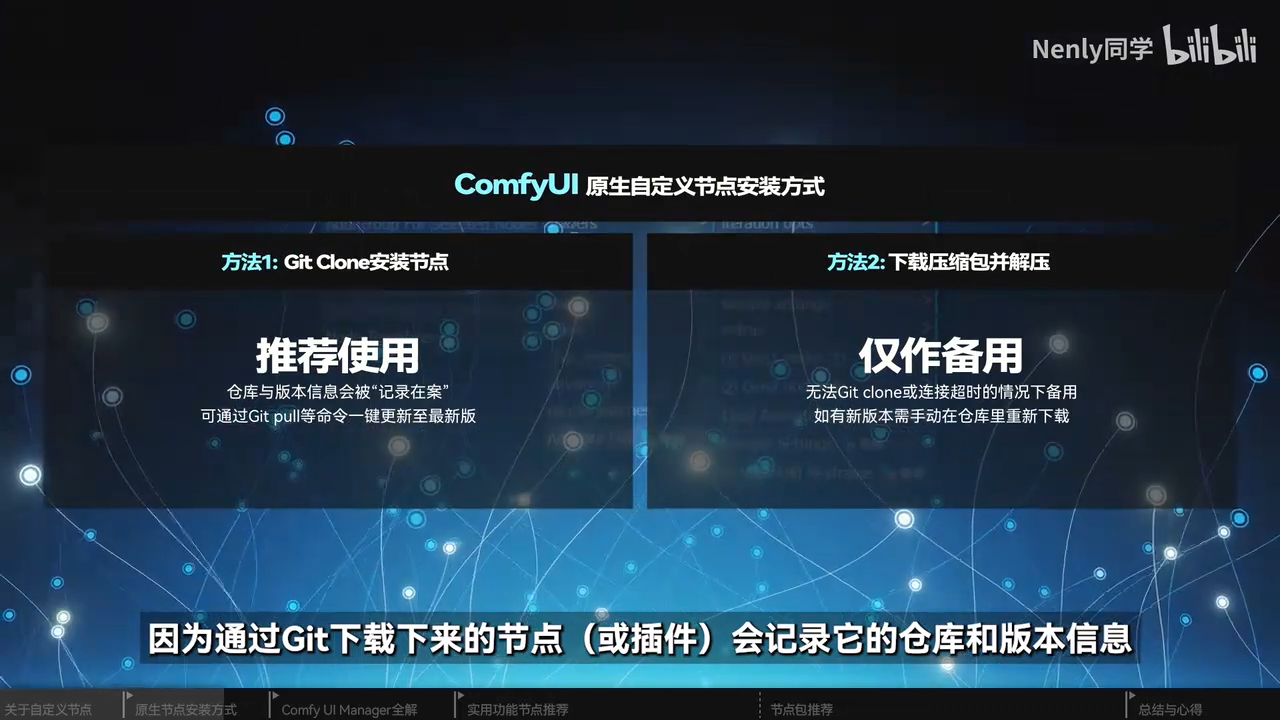 Nenly同学 bilibili
ComfyUI 原生自定义节点安装方式
方法1: Git Clone安装节点
推荐使用
仓库与版本信息会被“记录在案”
可通过Git pull等命令一键更新至最新版
方法2: 下载压缩包并解压
仅作备用
无法Git clone或连接超时的情况下备用
如有新版本需手动在仓库里重新下载
因为通过Git下载下来的节点（或插件）会记录它的仓库和版本信息
关于自定义节点 原生节点安装方式 Comfy UI Manager全解 实用功能节点推荐 节点包推荐 总结与心得